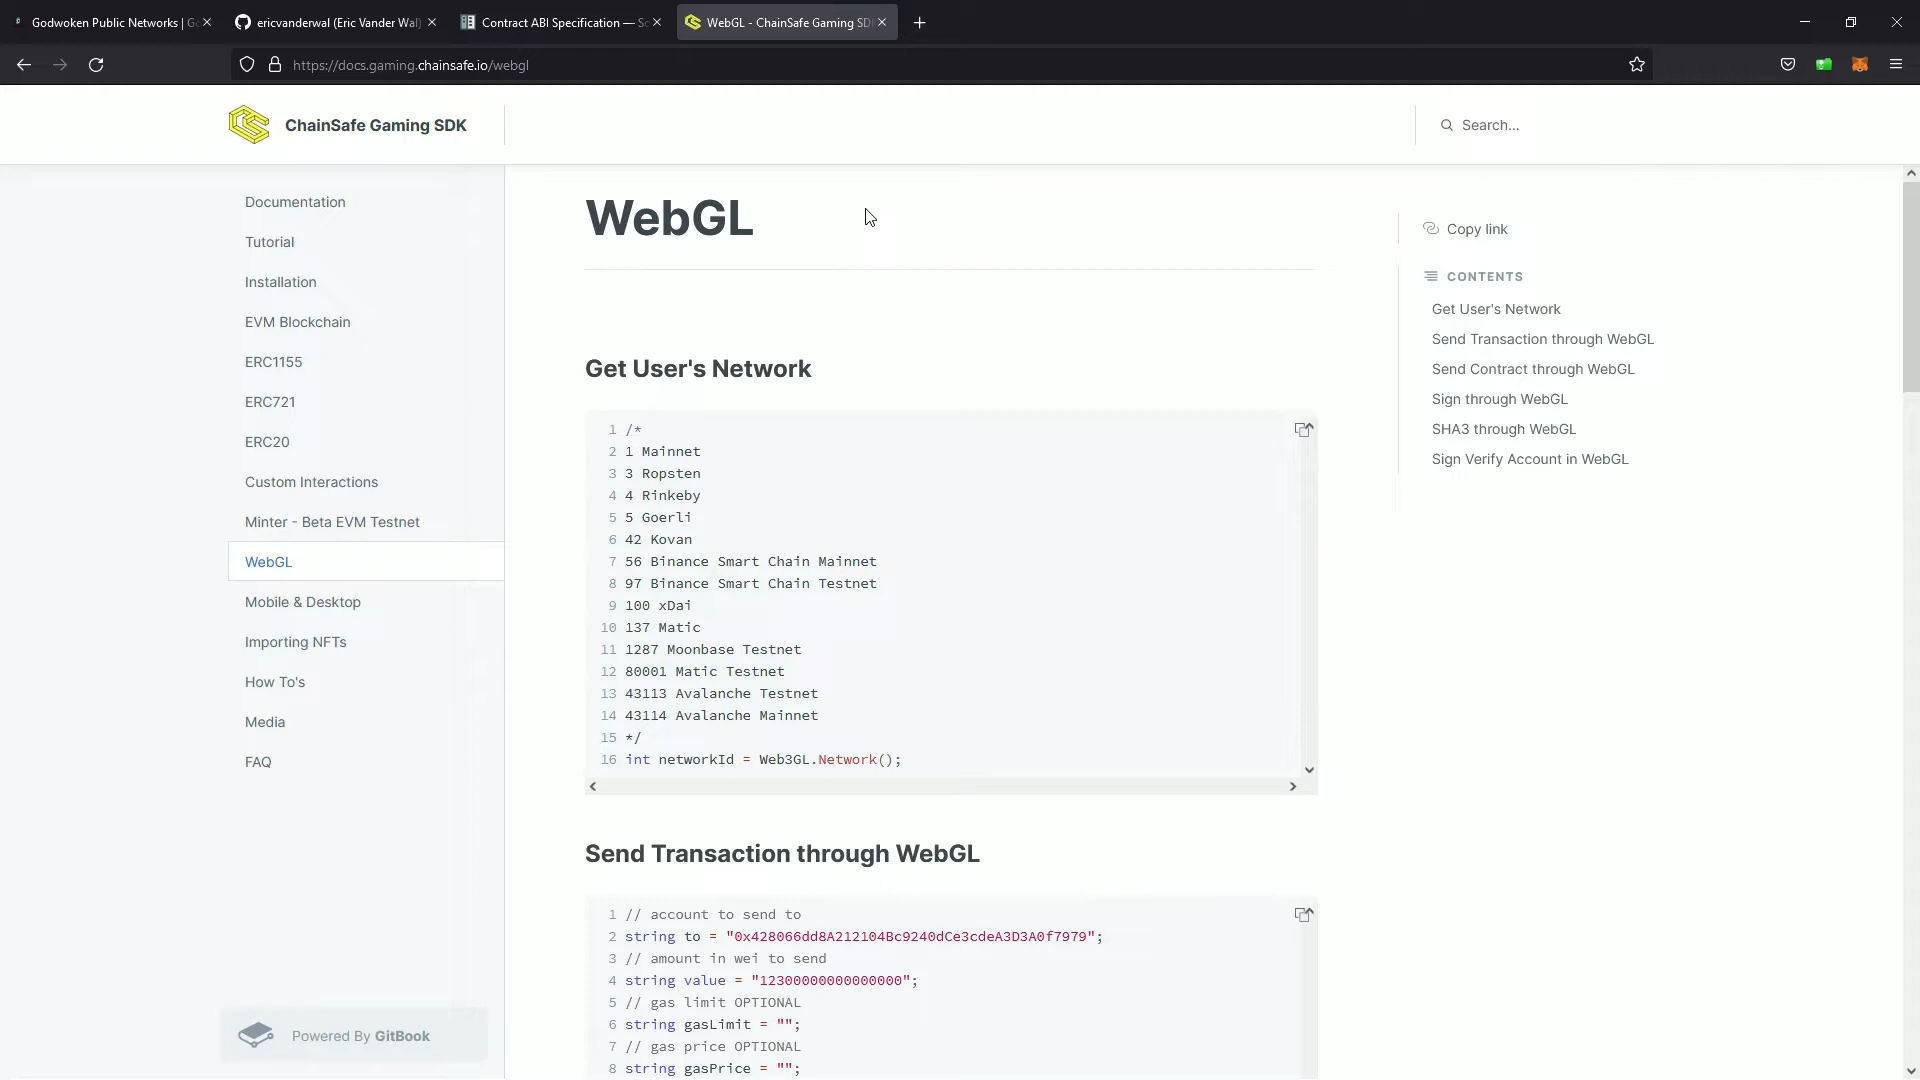 Godwoken Public Networks | G
ericvanderwal (Eric Vander Wal)
Contract ABI Specification — S
WebGL - ChainSafe Gaming SD
https://docs.gaming.chainsafe.io/webgl
ChainSafe Gaming SDK
Search...
Documentation
Tutorial
Installation
EVM Blockchain
ERC1155
ERC721
ERC20
Custom Interactions
Minter - Beta EVM Testnet
WebGL
Mobile & Desktop
Importing NFTs
How To's
Media
FAQ
Powered By GitBook
WebGL
Get User's Network
1 /*
2 1 Mainnet
3 3 Ropsten
4 4 Rinkeby
5 5 Goerli
6 42 Kovan
7 56 Binance Smart Chain Mainnet
8 97 Binance Smart Chain Testnet
9 100 xDai
10 137 Matic
11 1287 Moonbase Testnet
12 80001 Matic Testnet
13 43113 Avalanche Testnet
14 43114 Avalanche Mainnet
15 */
16 int networkId = Web3GL.Network();
Send Transaction through WebGL
1 // account to send to
2 string to = "0x428066dd8A212104Bc9240dCe3cdeA3D3A0f7979";
3 // amount in wei to send
4 string value = "12300000000000000";
5 // gas limit OPTIONAL
6 string gasLimit = "";
7 // gas price OPTIONAL
8 string gasPrice = "";
Copy link
CONTENTS
Get User's Network
Send Transaction through WebGL
Send Contract through WebGL
Sign through WebGL
SHA3 through WebGL
Sign Verify Account in WebGL